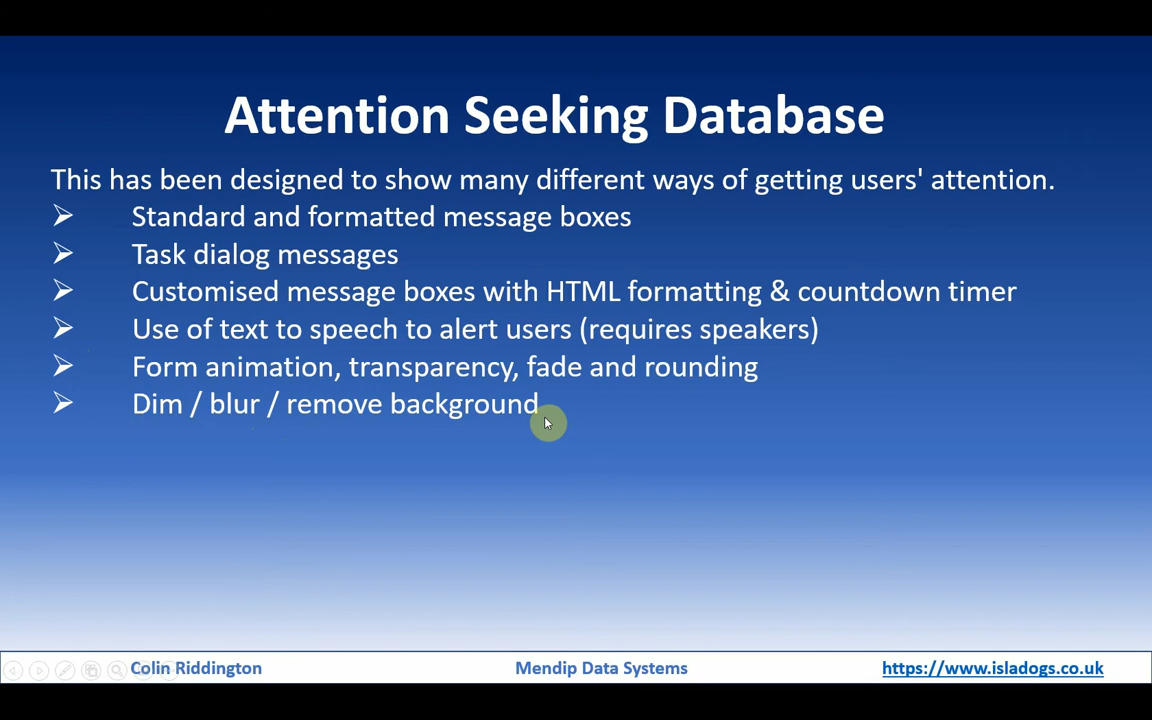 Attention Seeking Database
This has been designed to show many different ways of getting users' attention.
Standard and formatted message boxes
Task dialog messages
Customised message boxes with HTML formatting & countdown timer
Use of text to speech to alert users (requires speakers)
Form animation, transparency, fade and rounding
Dim / blur / remove background
Colin Riddington
Mendip Data Systems
https://www.isladogs.co.uk